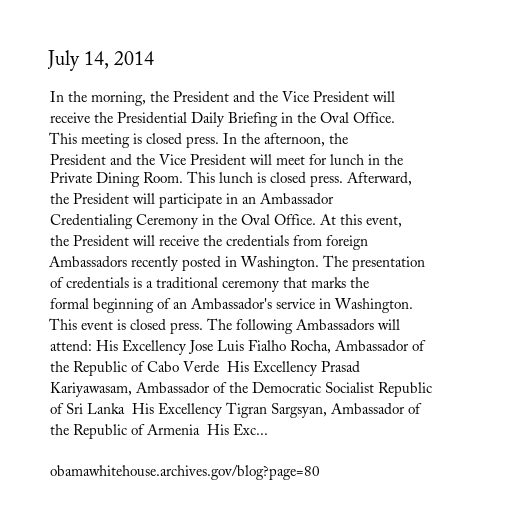 July 14, 2014
In the morning, the President and the Vice President will
receive the Presidential Daily Briefing in the Oval Office.
This meeting is closed press. In the afternoon, the
President and the Vice President will meet for lunch in the
Private Dining Room. This lunch is closed press. Afterward,
the President will participate in an Ambassador
Credentialing Ceremony in the Oval Office. At this event,
the President will receive the credentials from foreign
Ambassadors recently posted in Washington. The presentation
of credentials is a traditional ceremony that marks the
formal beginning of an Ambassador's service in Washington.
This event is closed press. The following Ambassadors will
attend: His Excellency Jose Luis Fialho Rocha, Ambassador of
the Republic of Cabo Verde  His Excellency Prasad
Kariyawasam, Ambassador of the Democratic Socialist Republic
of Sri Lanka  His Excellency Tigran Sargsyan, Ambassador of
the Republic of Armenia  His Exc...
obamawhitehouse.archives.gov/blog?page=80